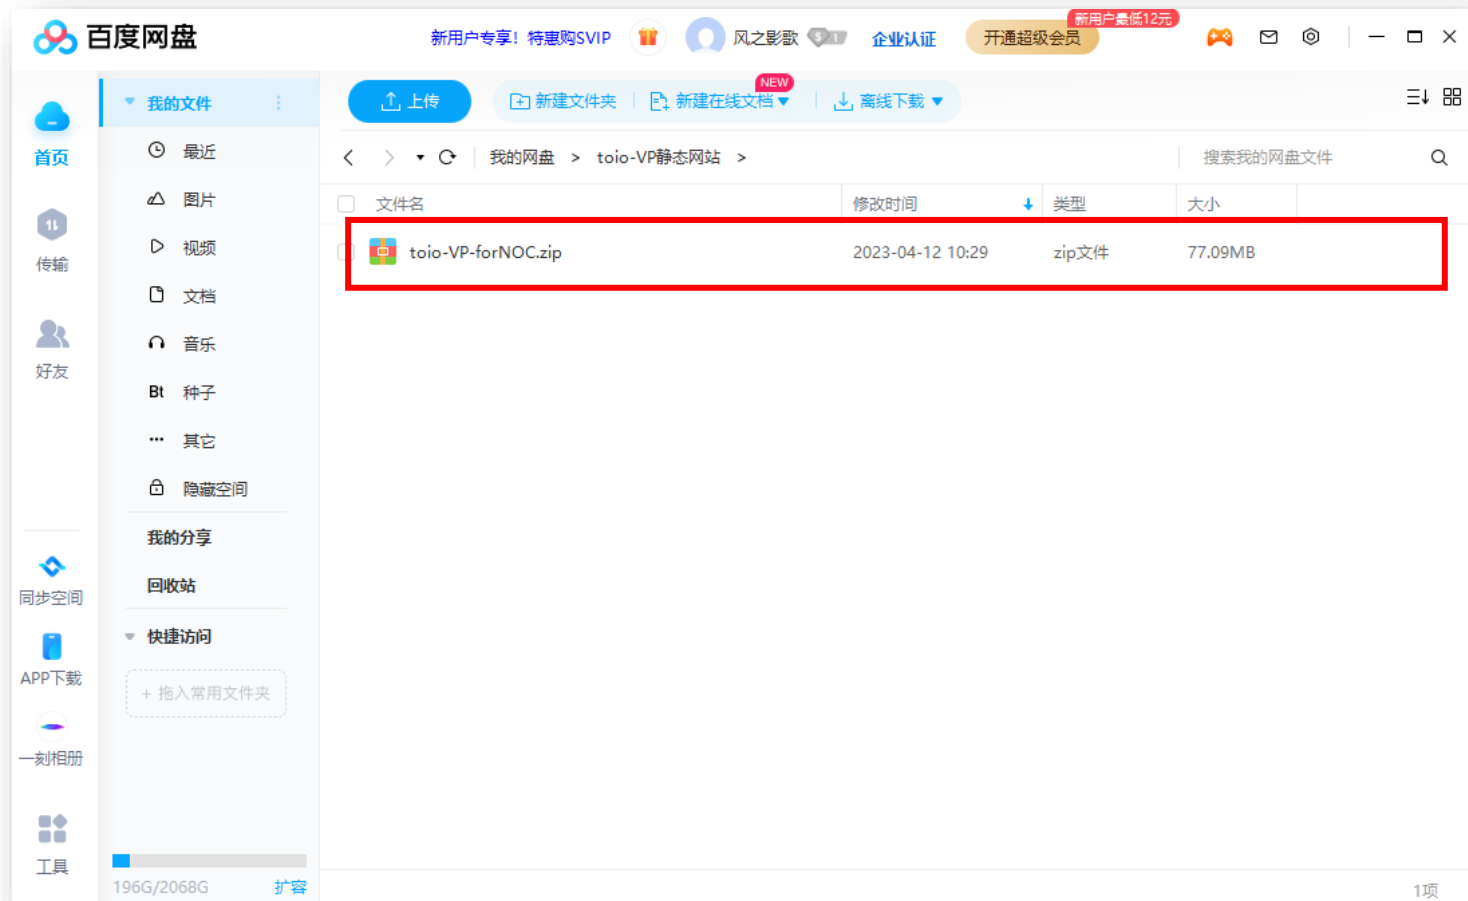 百度网盘
新用户专享！特惠购SVIP
风之影歌
S1
企业认证
开通超级会员
新用户最低12元
首页
传输
好友
同步空间
APP下载
一刻相册
工具
我的文件
最近
图片
视频
文档
音乐
Bt 种子
其它
隐藏空间
我的分享
回收站
快捷访问
+ 拖入常用文件夹
196G/2068G 扩容
上传
新建文件夹
新建在线文档
NEW
离线下载
我的网盘 > toio-VP静态网站 >
搜索我的网盘文件
文件名 修改时间 类型 大小
toio-VP-forNOC.zip 2023-04-12 10:29 zip文件 77.09MB
1项